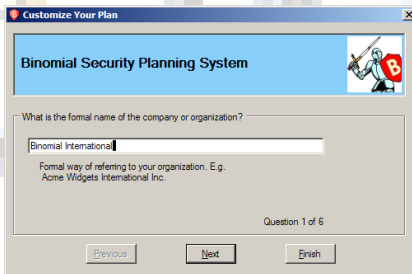 Customize Your Plan
Binomial Security Planning System
B
What is the formal name of the company or organization?
Binomial International
Formal way of referring to your organization. E.g.
Acme Widgets International Inc.
Question 1 of 6
Previous
Next
Finish